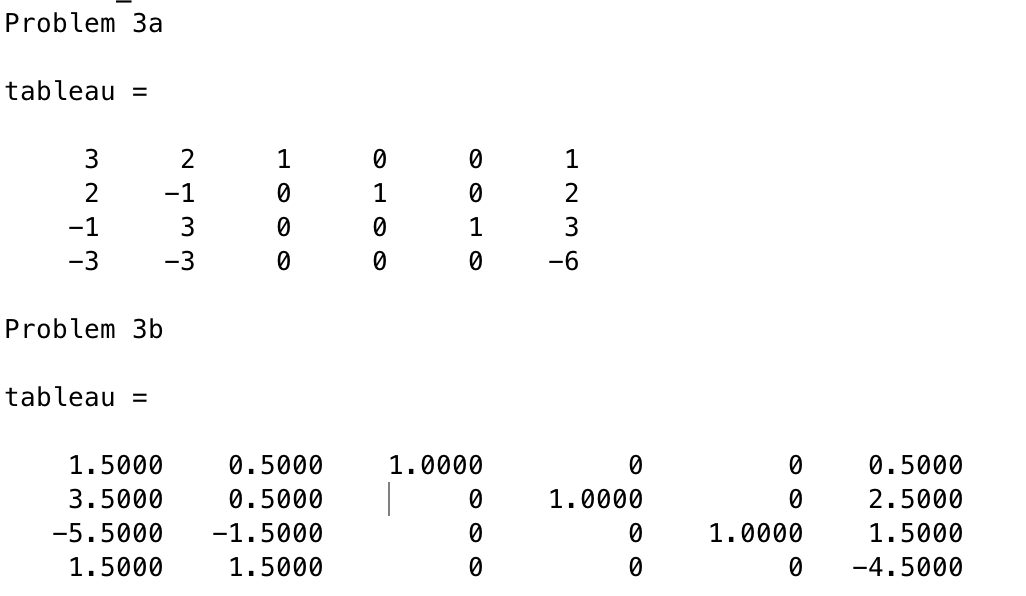 Problem 3a
tableau =
3 2 1 0 0 1
2 −1 0 1 0 2
−1 3 0 0 1 3
−3 −3 0 0 0 −6
Problem 3b
tableau =
1.5000 0.5000 1.0000 0 0 0.5000
3.5000 0.5000 0 1.0000 0 2.5000
−5.5000 −1.5000 0 0 1.0000 1.5000
1.5000 1.5000 0 0 0 −4.5000